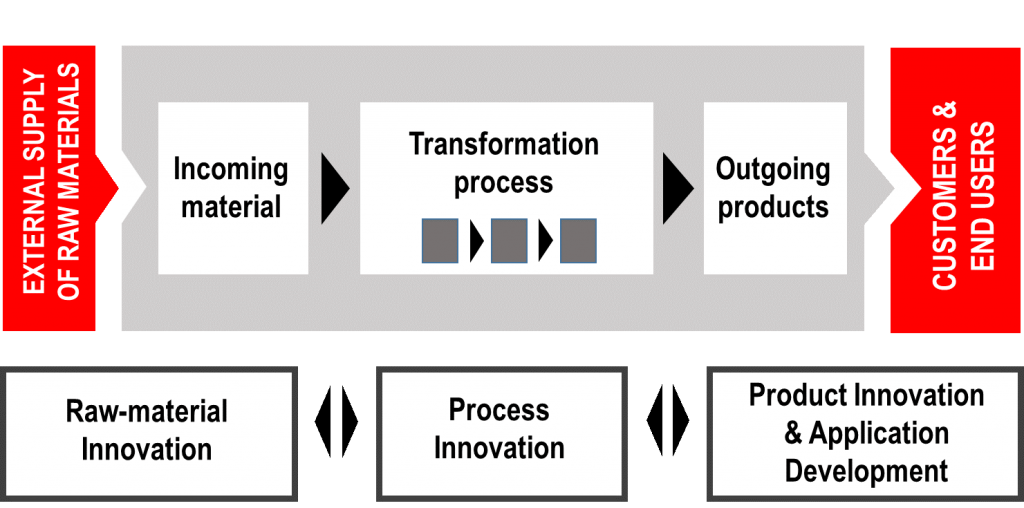 EXTERNAL SUPPLY
OF RAW MATERIALS
Incoming
material
Transformation
process
Outgoing
products
CUSTOMERS &
END USERS
Raw-material
Innovation
Process
Innovation
Product Innovation
& Application
Development